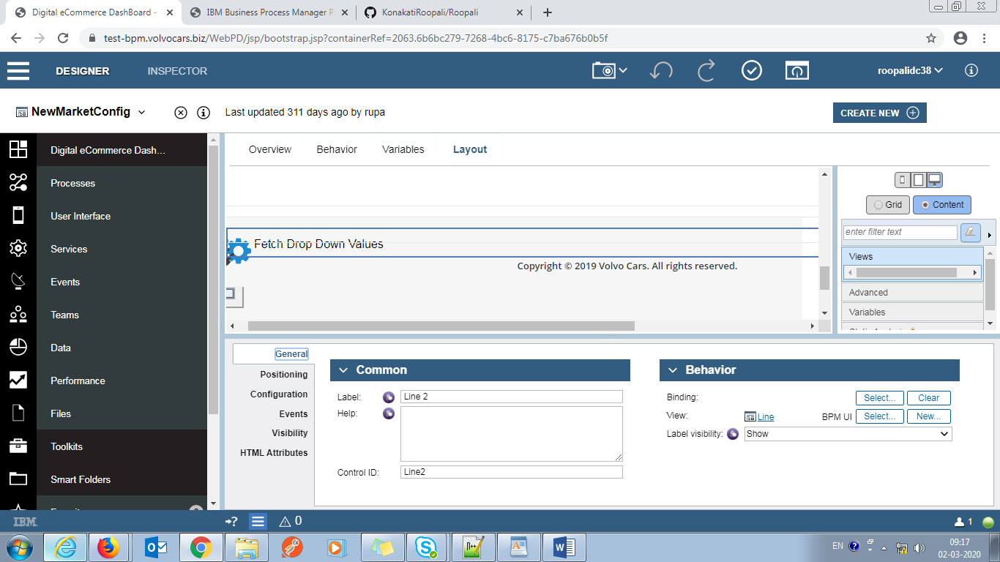 Digital eCommerce DashBoard -
IBM Business Process Manager P
KonakatiRoopali/Roopali
test-bpm.volvocars.biz/WebPD/jsp/bootstrap.jsp?containerRef=2063.6b6bc279-7268-4bc6-8175-c7ba676b0b5f
DESIGNER
INSPECTOR
roopalidc38
NewMarketConfig
Last updated 311 days ago by rupa
CREATE NEW
Digital eCommerce Dash...
Processes
User Interface
Services
Events
Teams
Data
Performance
Files
Toolkits
Smart Folders
Overview
Behavior
Variables
Layout
Fetch Drop Down Values
Copyright © 2019 Volvo Cars. All rights reserved.
Grid
Content
enter filter text
Views
Advanced
Variables
General
Positioning
Configuration
Events
Visibility
HTML Attributes
Common
Label:
Line 2
Help:
Control ID:
Line2
Behavior
Binding:
Select...
Clear
View:
Line
BPM UI
Select...
New...
Label visibility:
Show
IBM
→?
0
1
EN
09:17
02-03-2020